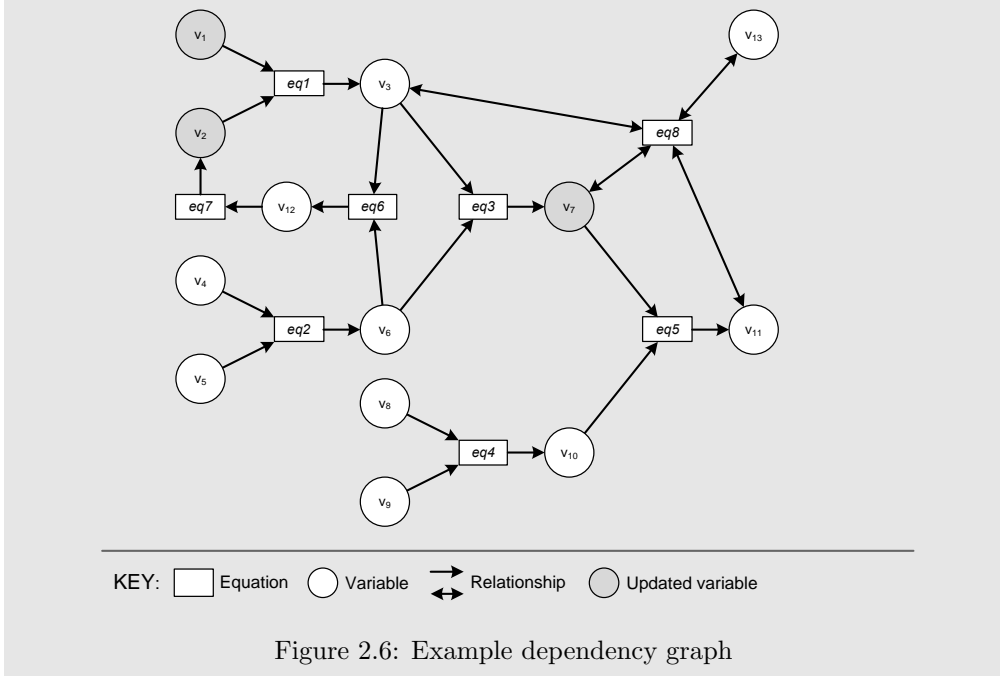 v1
v13
eq1
v3
v2
eq8
eq7
v12
eq6
eq3
v7
v4
eq2
v6
eq5
v11
v5
v8
eq4
v10
v9
KEY: Equation Variable Relationship Updated variable
Figure 2.6: Example dependency graph